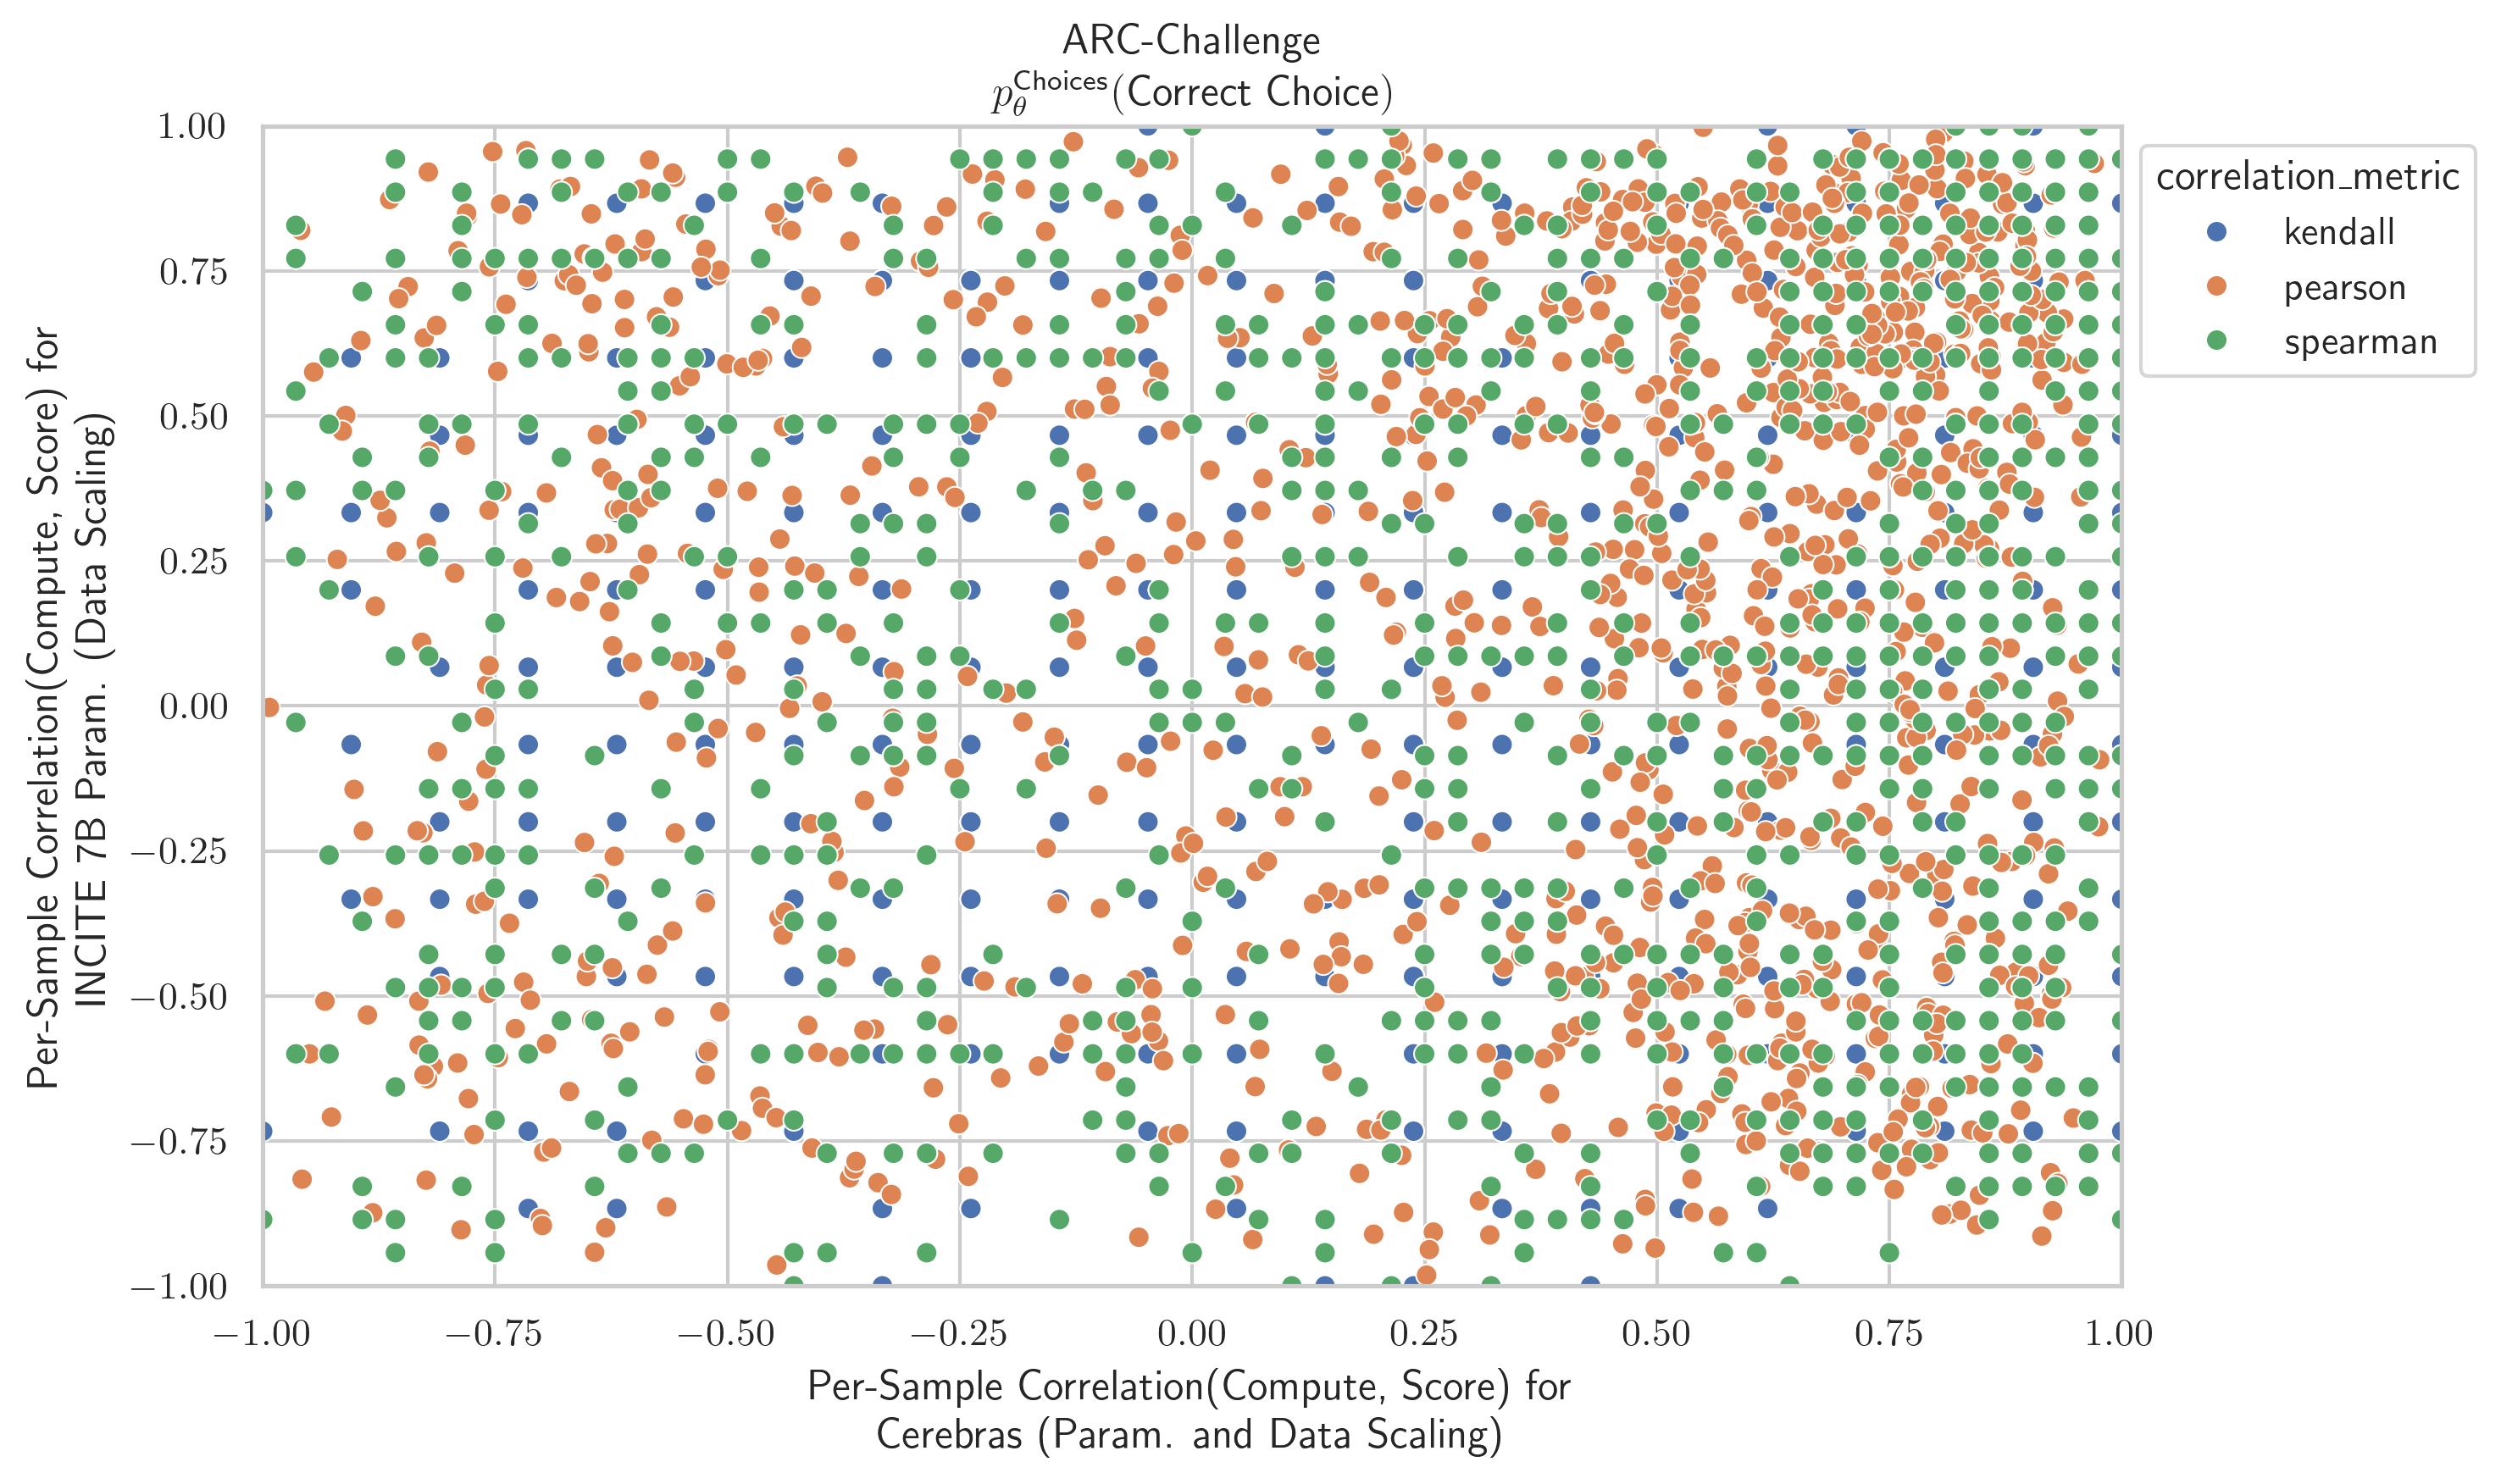 ARC-Challenge
p_θ^Choices(Correct Choice)
Per-Sample Correlation(Compute, Score) for
INCITE 7B Param. (Data Scaling)
1.00
0.75
0.50
0.25
0.00
−0.25
−0.50
−0.75
−1.00
−1.00 −0.75 −0.50 −0.25 0.00 0.25 0.50 0.75 1.00
Per-Sample Correlation(Compute, Score) for
Cerebras (Param. and Data Scaling)
correlation_metric
kendall
pearson
spearman